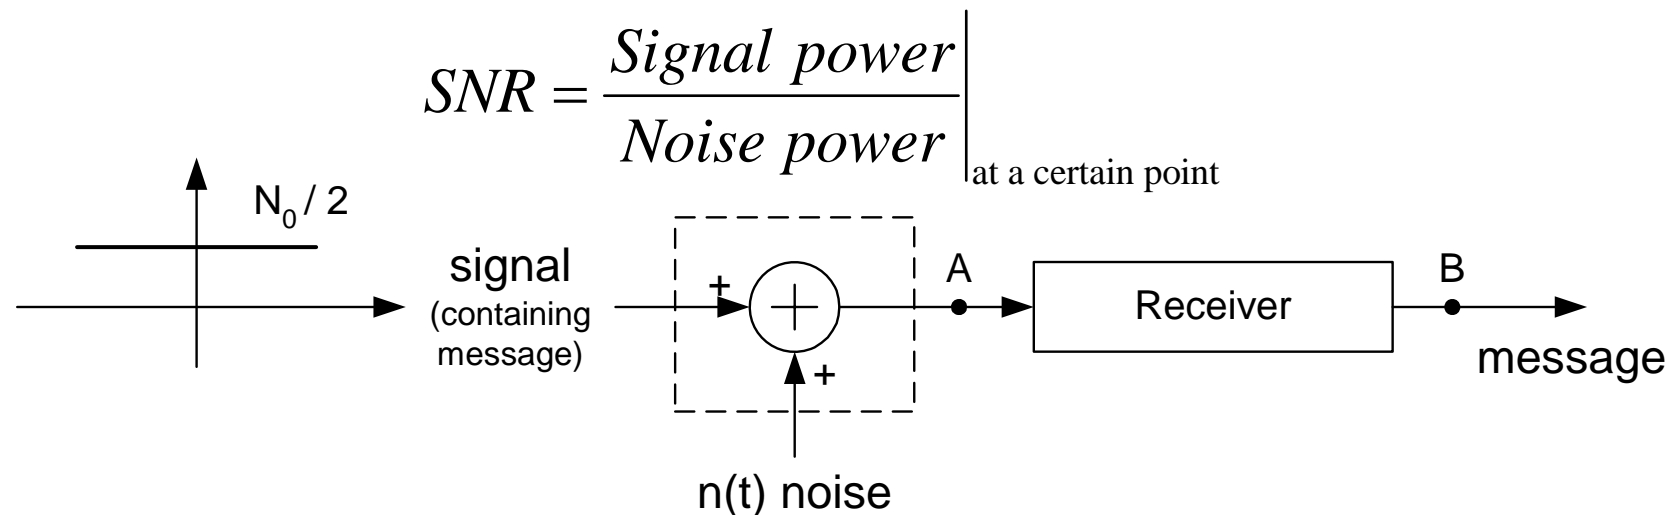 SNR = Signal power / Noise power | at a certain point
N₀ / 2
signal
(containing
message)
+
+
+
A
Receiver
B
message
n(t) noise